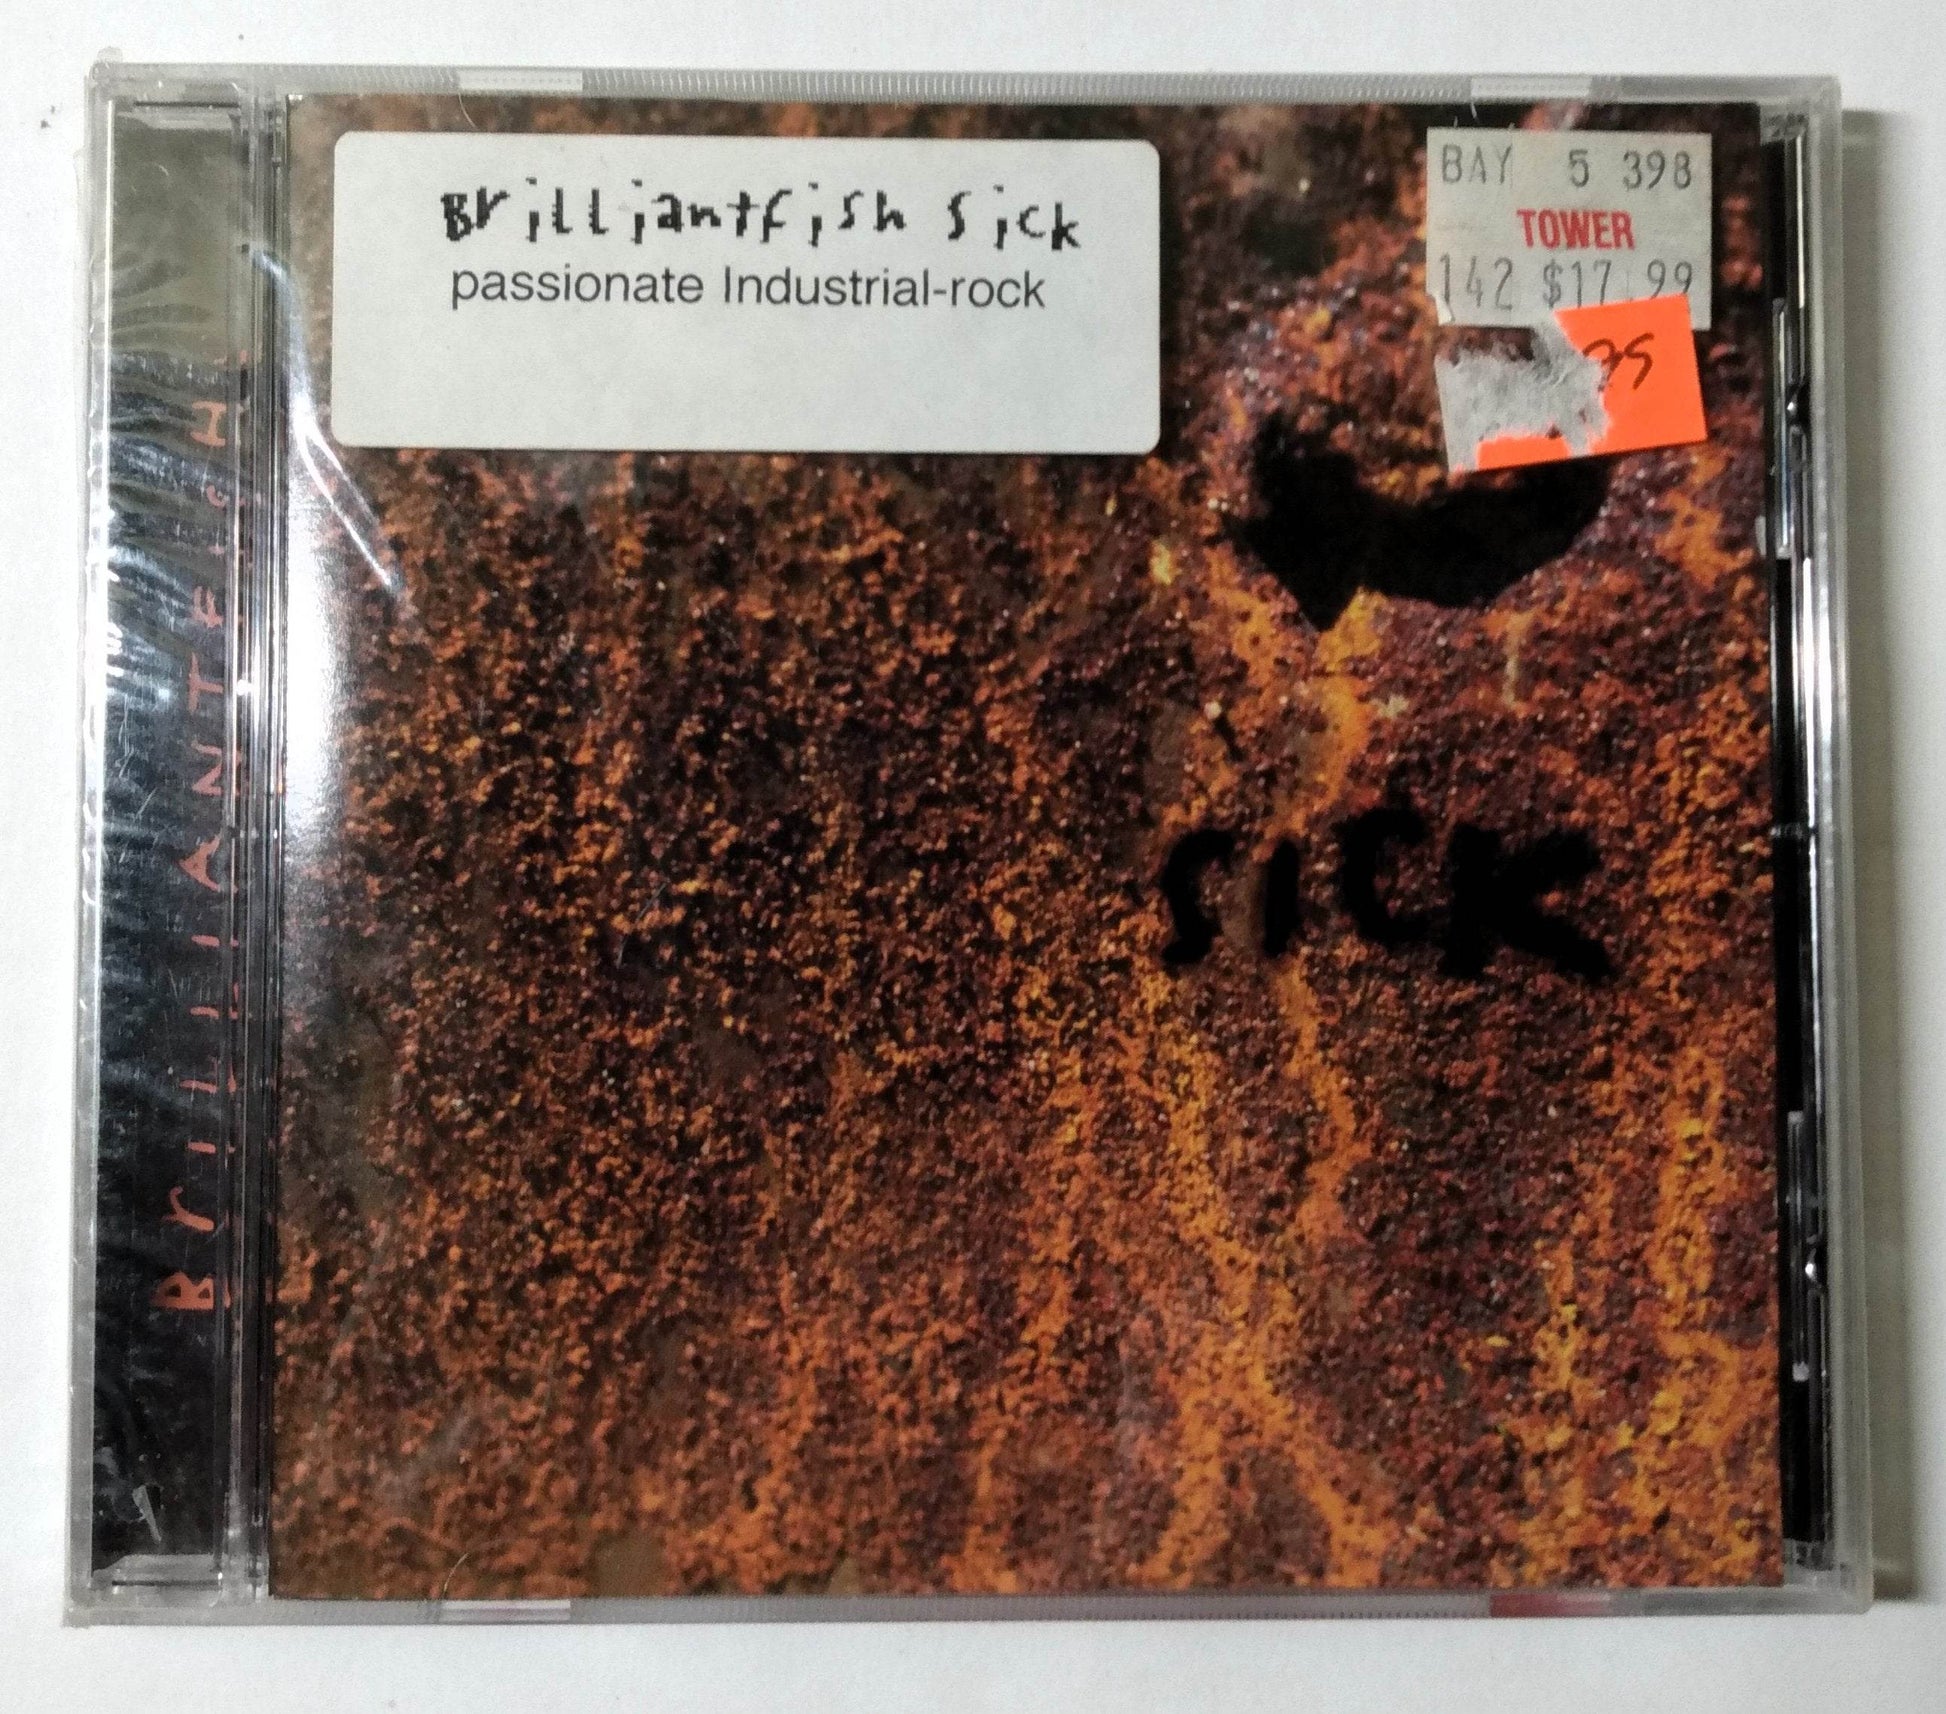 Brilliantfish Sick
passionate Industrial-rock
BAY 5 398
TOWER
142 $17.99
SICK
BrILLIANTFISH